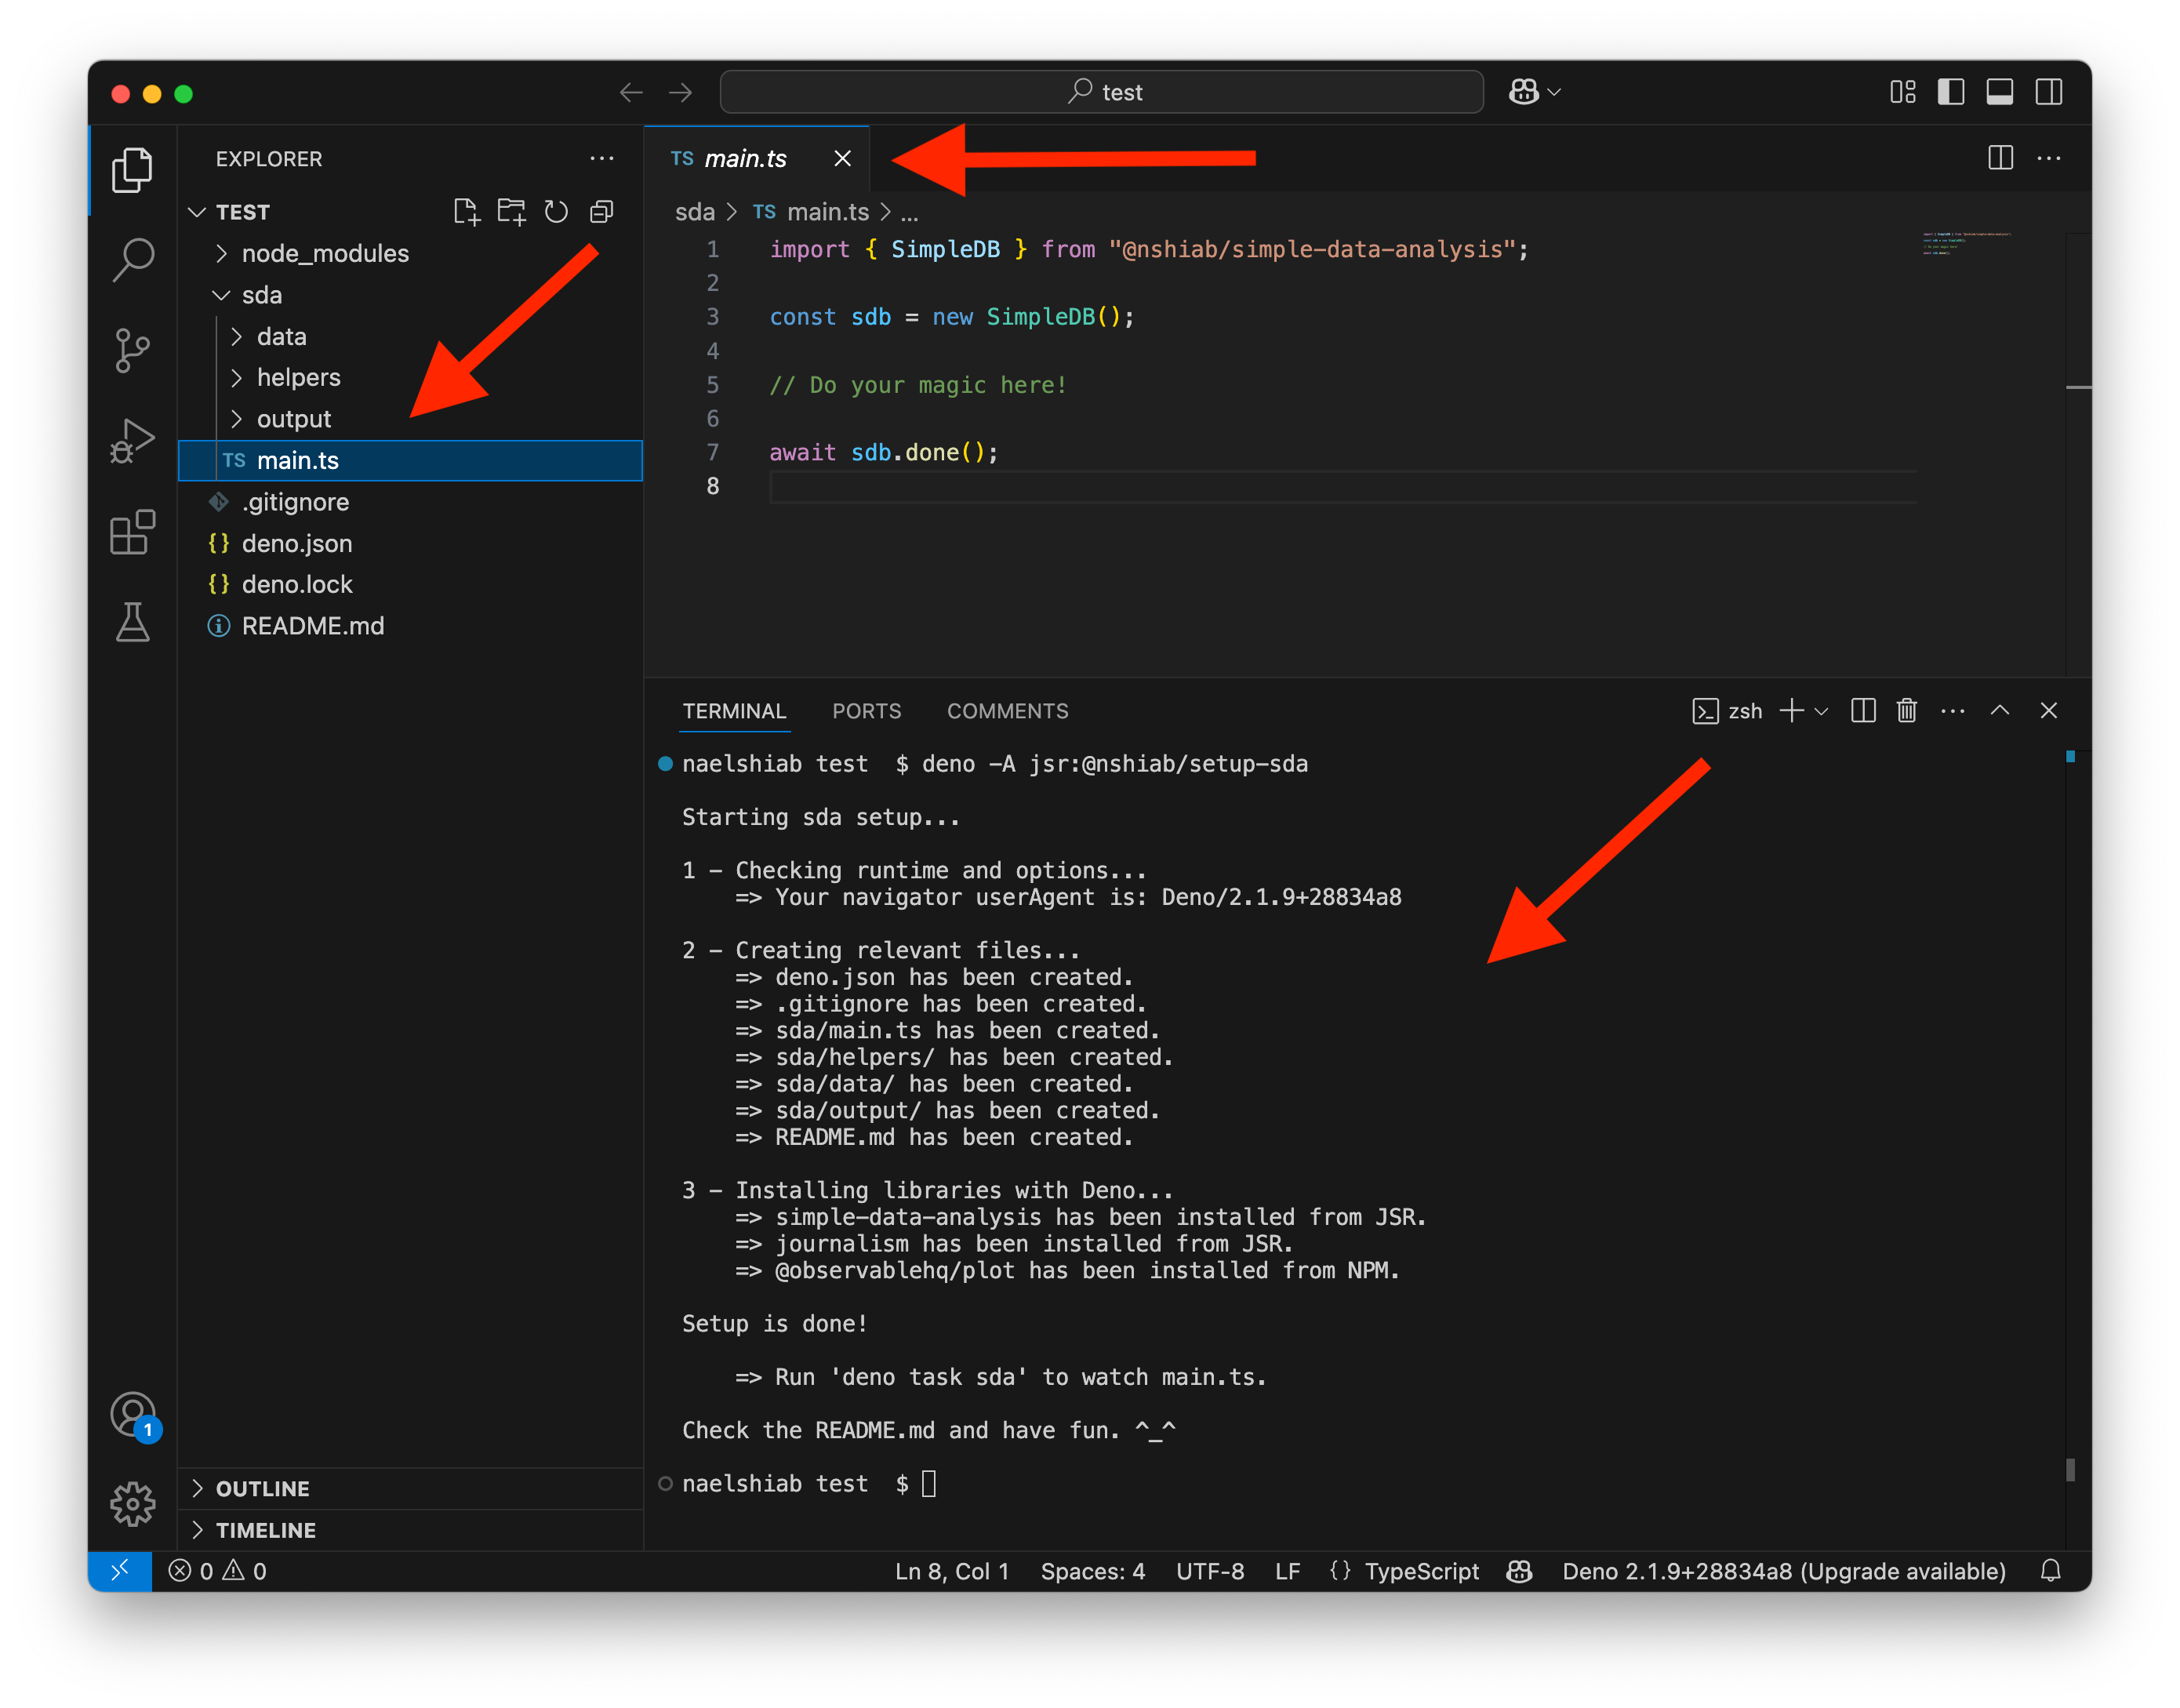 test
EXPLORER
TEST
node_modules
sda
data
helpers
output
TS main.ts
.gitignore
{} deno.json
{} deno.lock
README.md
OUTLINE
TIMELINE
TS main.ts
sda > TS main.ts > ...
1 import { SimpleDB } from "@nshiab/simple-data-analysis";
2
3 const sdb = new SimpleDB();
4
5 // Do your magic here!
6
7 await sdb.done();
8
TERMINAL PORTS COMMENTS
zsh
naelshiab test $ deno -A jsr:@nshiab/setup-sda
Starting sda setup...
1 - Checking runtime and options...
=> Your navigator userAgent is: Deno/2.1.9+28834a8
2 - Creating relevant files...
=> deno.json has been created.
=> .gitignore has been created.
=> sda/main.ts has been created.
=> sda/helpers/ has been created.
=> sda/data/ has been created.
=> sda/output/ has been created.
=> README.md has been created.
3 - Installing libraries with Deno...
=> simple-data-analysis has been installed from JSR.
=> journalism has been installed from JSR.
=> @observablehq/plot has been installed from NPM.
Setup is done!
=> Run 'deno task sda' to watch main.ts.
Check the README.md and have fun. ^_^
naelshiab test $
1
0 0 Ln 8, Col 1 Spaces: 4 UTF-8 LF {} TypeScript Deno 2.1.9+28834a8 (Upgrade available)